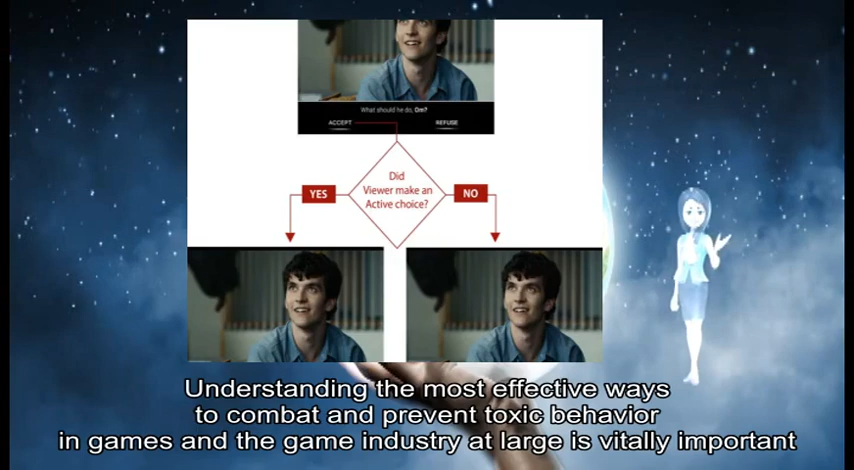 What should he do, Om?
ACCEPT REFUSE
Did
Viewer make an
Active choice?
YES
NO
Understanding the most effective ways
to combat and prevent toxic behavior
in games and the game industry at large is vitally important